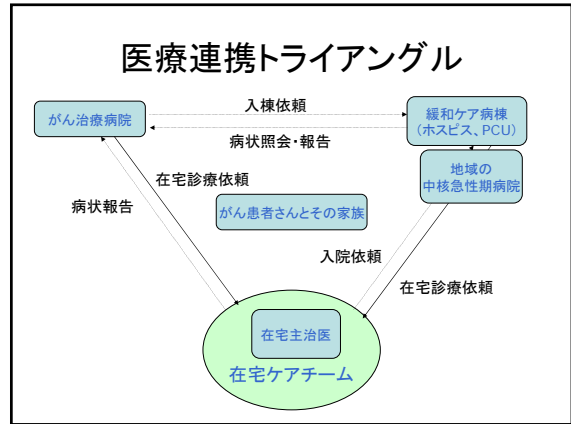 医療連携トライアングル
入棟依頼
がん治療病院
緩和ケア病棟
(ホスピス、PCU)
病状照会・報告
地域の
中核急性期病院
在宅診療依頼
病状報告
がん患者さんとその家族
入院依頼
在宅診療依頼
在宅主治医
在宅ケアチーム